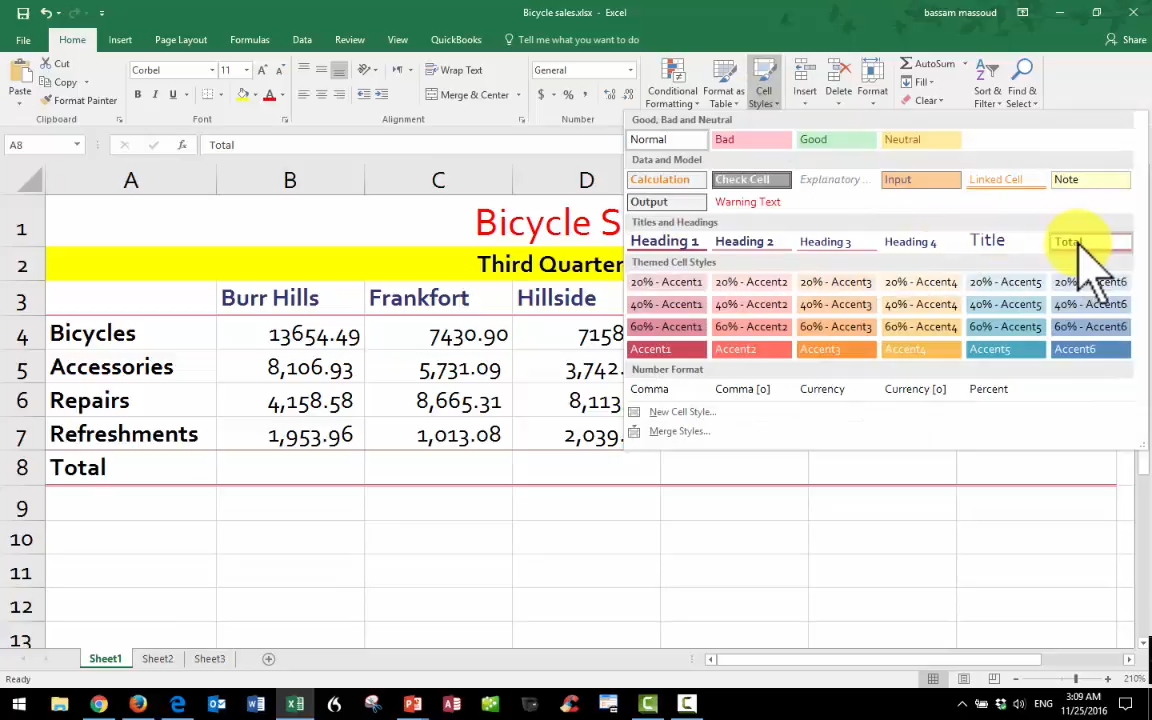 Bicycle sales.xlsx - Excel
bassam massoud
File Home Insert Page Layout Formulas Data Review View QuickBooks Tell me what you want to do Share
Paste
Cut
Copy
Format Painter
Clipboard
Corbel 11
B I U
Font
Wrap Text
Merge & Center
Alignment
General
$ % ,
Number
Conditional Formatting
Format as Table
Cell Styles
Insert
Delete
Format
AutoSum
Fill
Clear
Sort & Filter
Find & Select
A8 Total
Good, Bad and Neutral
Normal Bad Good Neutral
Data and Model
Calculation Check Cell Explanatory ... Input Linked Cell Note
Output Warning Text
Titles and Headings
Heading 1 Heading 2 Heading 3 Heading 4 Title Total
Themed Cell Styles
20% - Accent1 20% - Accent2 20% - Accent3 20% - Accent4 20% - Accent5
40% - Accent1 40% - Accent2 40% - Accent3 40% - Accent4 40% - Accent5
60% - Accent1 60% - Accent2 60% - Accent3 60% - Accent4 60% - Accent5 60% - Accent6
Accent1 Accent2 Accent3 Accent4 Accent5 Accent6
Number Format
Comma Comma [0] Currency Currency [0] Percent
New Cell Style...
Merge Styles...
A B C D
1 Bicycle S
2 Third Quarter
3 Burr Hills Frankfort Hillside
4 Bicycles 13654.49 7430.90 7158
5 Accessories 8,106.93 5,731.09 3,742.
6 Repairs 4,158.58 8,665.31 8,113
7 Refreshments 1,953.96 1,013.08 2,039.
8 Total
9
10
11
12
13
Sheet1 Sheet2 Sheet3
Ready 210%
ENG
3:09 AM
11/25/2016